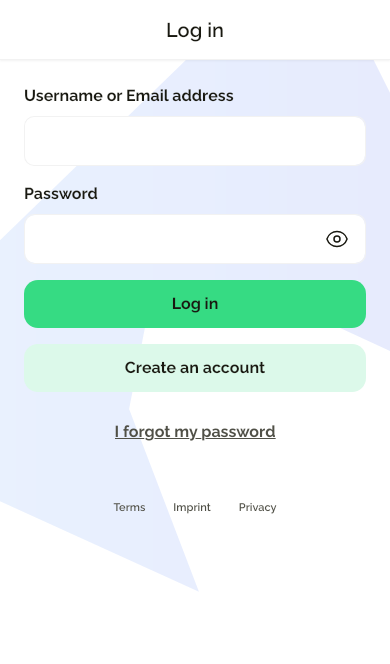 Log in
Username or Email address
Password
Log in
Create an account
I forgot my password
Terms Imprint Privacy